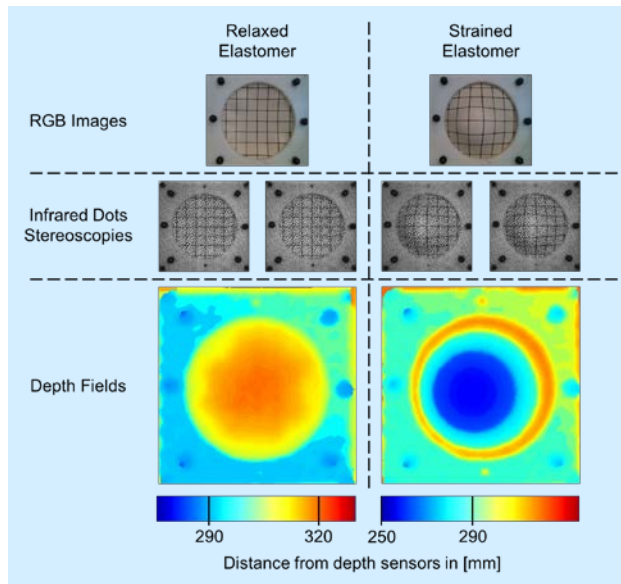 Relaxed
Elastomer
Strained
Elastomer
RGB Images
Infrared Dots
Stereoscopies
Depth Fields
290
320
250
290
Distance from depth sensors in [mm]